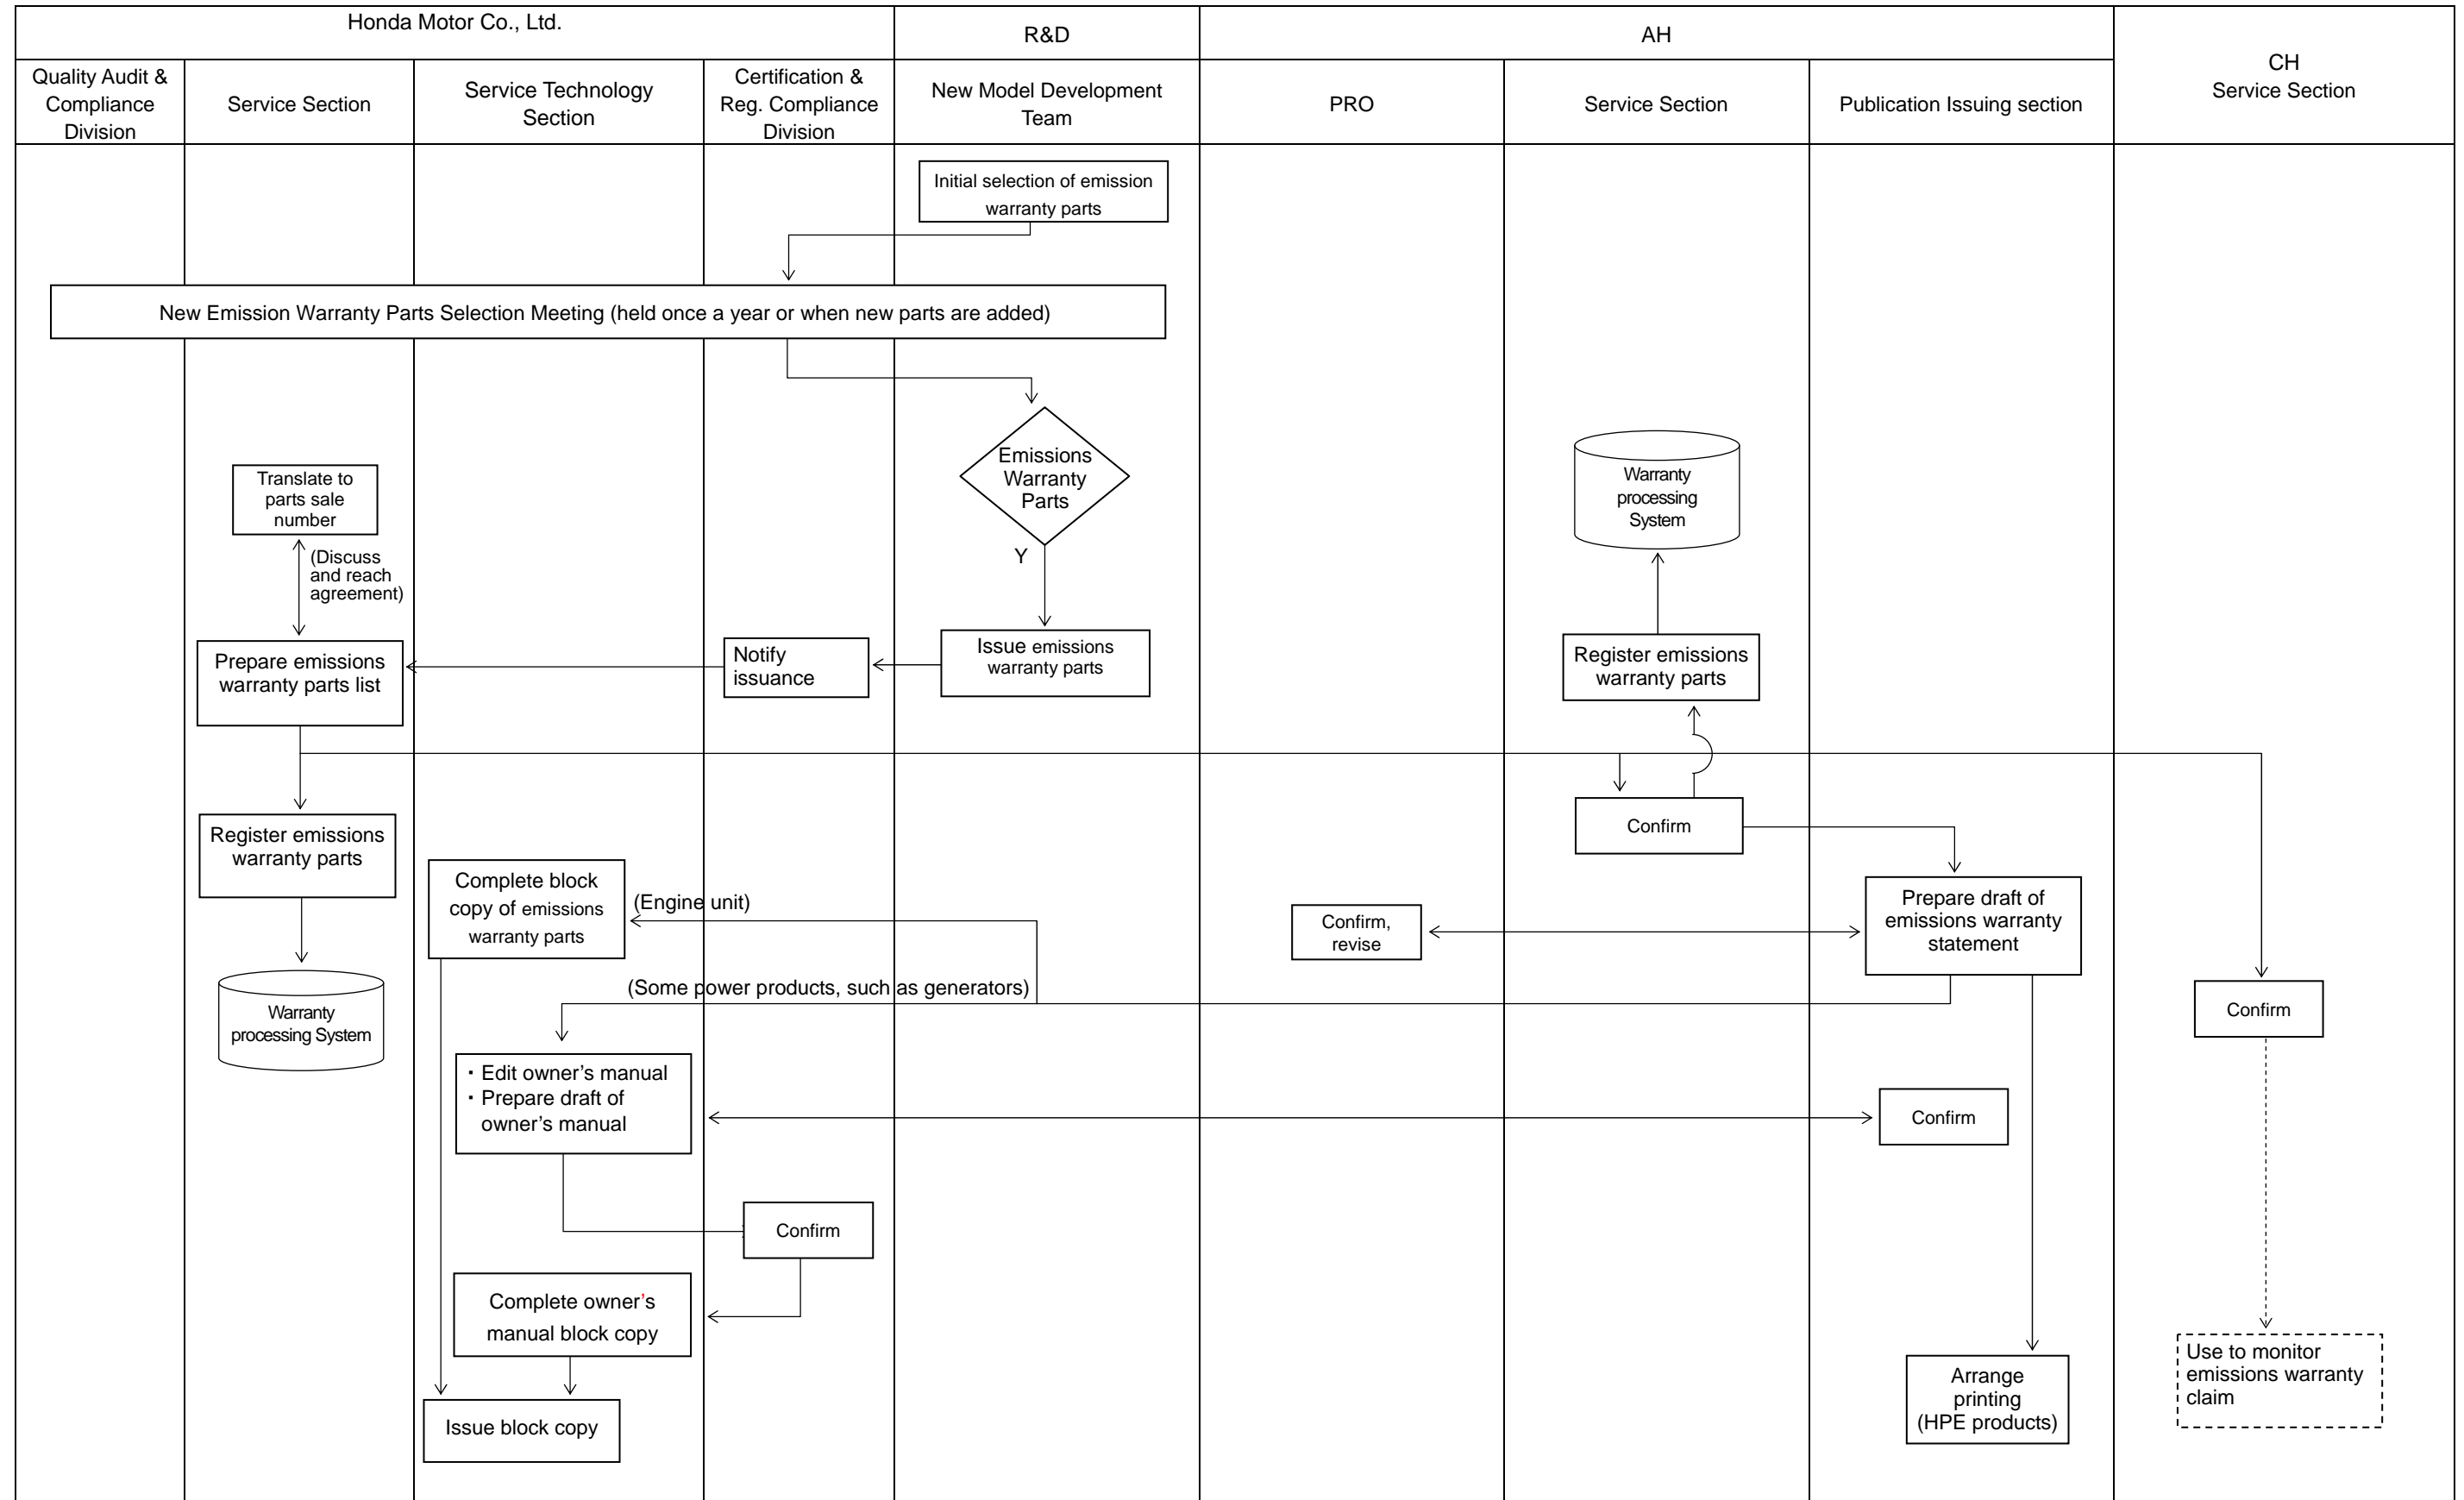 Honda Motor Co., Ltd.
R&D
AH
CH
Service Section
Quality Audit &
Compliance
Division
Service Section
Service Technology
Section
Certification &
Reg. Compliance
Division
New Model Development
Team
PRO
Service Section
Publication Issuing section
Initial selection of emission
warranty parts
New Emission Warranty Parts Selection Meeting (held once a year or when new parts are added)
Emissions
Warranty
Parts
Y
Translate to
parts sale
number
(Discuss
and reach
agreement)
Warranty
processing
System
Prepare emissions
warranty parts list
Notify
issuance
Issue emissions
warranty parts
Register emissions
warranty parts
Register emissions
warranty parts
Confirm
Complete block
copy of emissions
warranty parts
(Engine unit)
Confirm,
revise
Prepare draft of
emissions warranty
statement
(Some power products, such as generators)
Warranty
processing System
Confirm
・Edit owner’s manual
・Prepare draft of
owner’s manual
Confirm
Confirm
Complete owner’s
manual block copy
Use to monitor
emissions warranty
claim
Arrange
printing
(HPE products)
Issue block copy